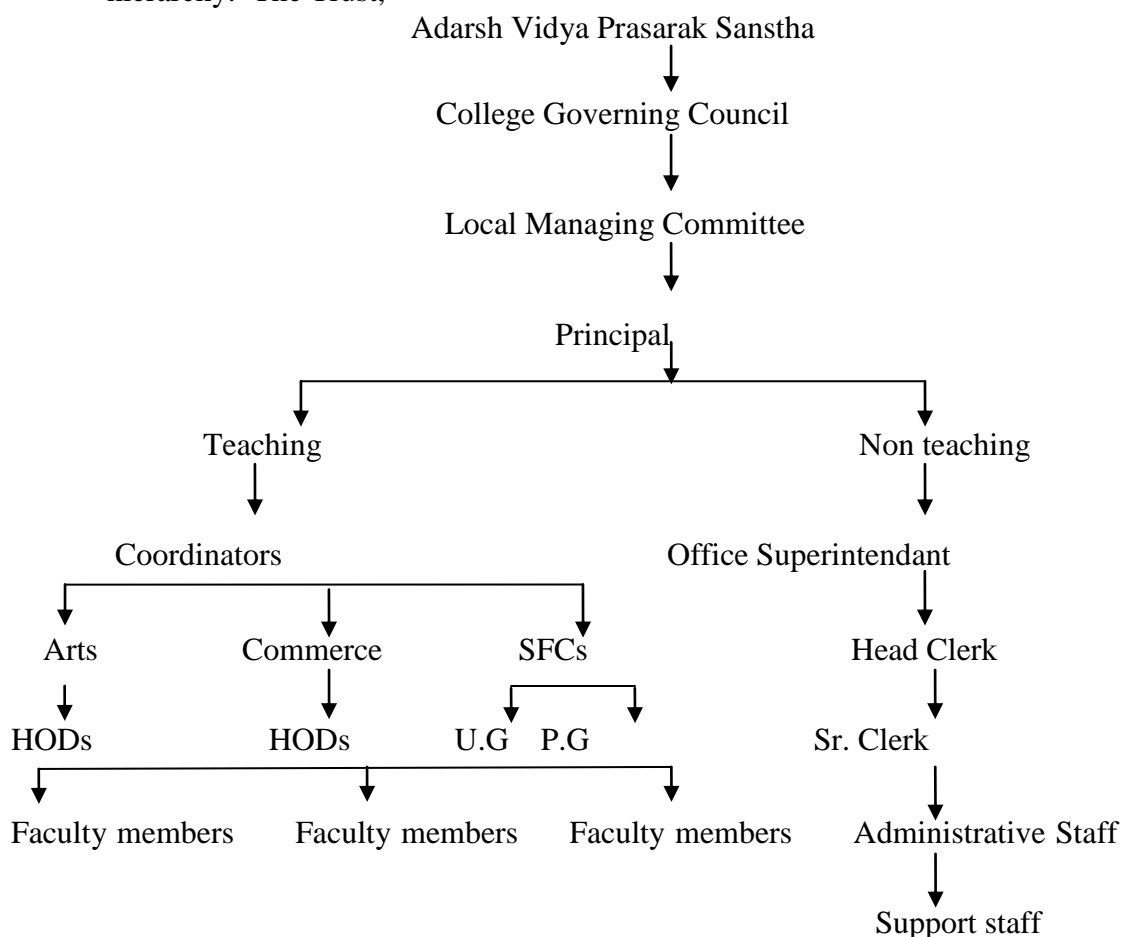 hierarchy. The Trust,
Adarsh Vidya Prasarak Sanstha
College Governing Council
Local Managing Committee
Principal
Teaching Non teaching
Coordinators Office Superintendant
Arts Commerce SFCs Head Clerk
HODs HODs U.G P.G Sr. Clerk
Faculty members Faculty members Faculty members Administrative Staff
Support staff